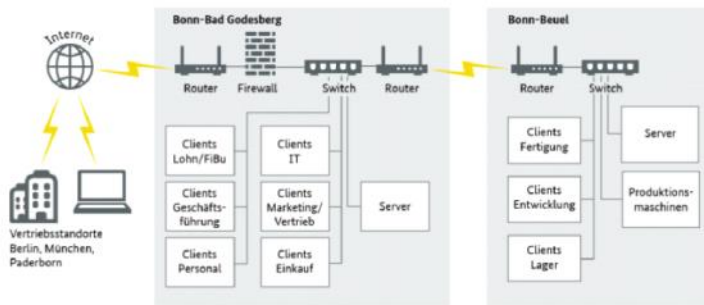 Internet
Vertriebsstandorte
Berlin, München,
Paderborn
Bonn-Bad Godesberg
Router
Firewall
Switch
Router
Clients
Lohn/FiBu
Clients
IT
Clients
Geschäfts-
führung
Clients
Marketing/
Vertrieb
Server
Clients
Personal
Clients
Einkauf
Bonn-Beuel
Router
Switch
Clients
Fertigung
Server
Clients
Entwicklung
Produktions-
maschinen
Clients
Lager